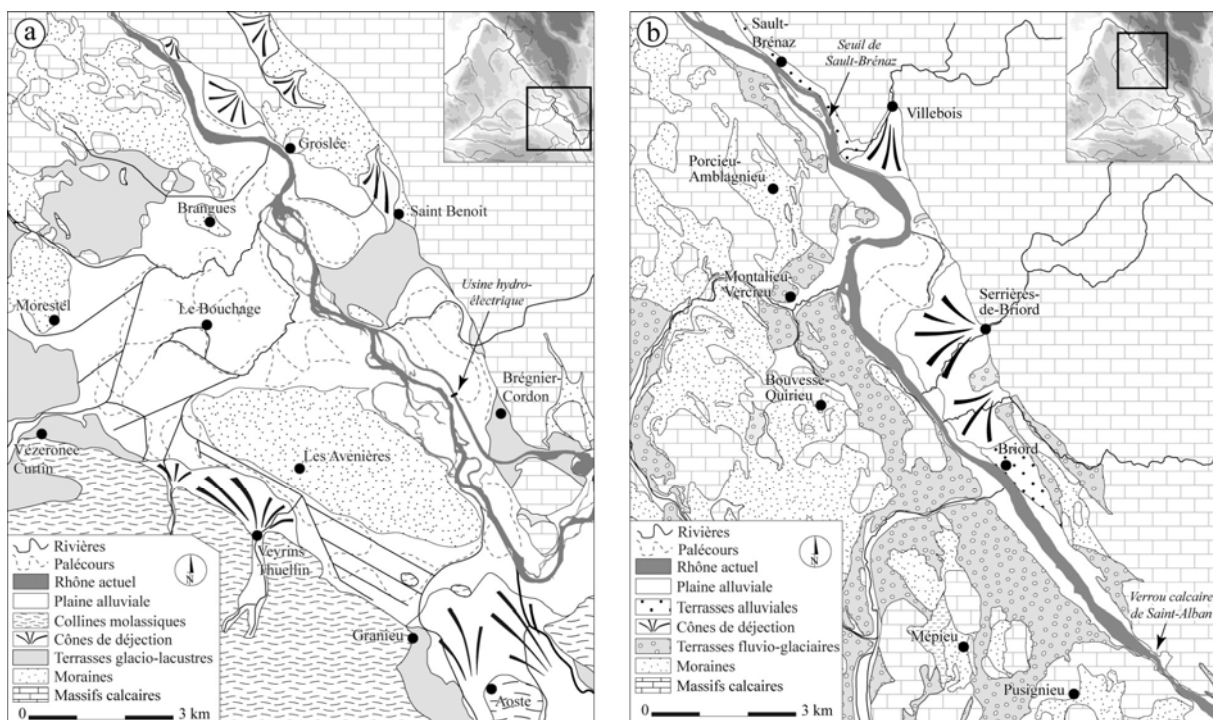 a
Groslée
Brangues
Saint Benoit
Usine hydro-
électrique
Morestel
Le Bouchage
Brégnier-
Cordon
Vézeronce
Curtin
Les Avenières
Veyrins
Thuellin
Granieu
Aoste
Rivières
Palécours
Rhône actuel
Plaine alluviale
Collines molassiques
Cônes de déjection
Terrasses glacio-lacustres
Moraines
Massifs calcaires
N
0 3 km
b
Sault-
Brénaz
Seuil de
Sault-Brénaz
Villebois
Porcieu-
Amblagnieu
Montalieu-
Vercieu
Serrières-
de-Briord
Bouvesse-
Quirieu
Briord
Verrou calcaire
de Saint-Alban
Mépieu
Pusignieu
Rivières
Palécours
Rhône actuel
Plaine alluviale
Terrasses alluviales
Cônes de déjection
Terrasses fluvio-glaciaires
Moraines
Massifs calcaires
N
0 3 km